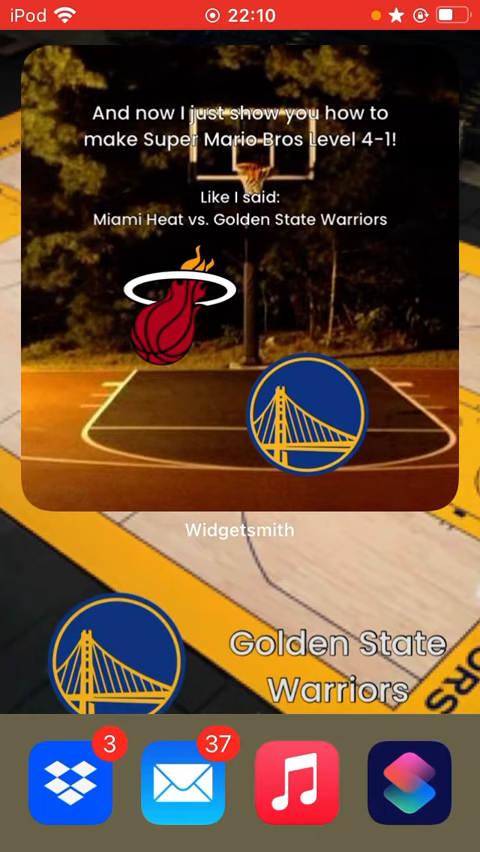 iPod 22:10
And now I just show you how to
make Super Mario Bros Level 4-1!
Like I said:
Miami Heat vs. Golden State Warriors
Widgetsmith
Golden State
Warriors
ORS
3
37